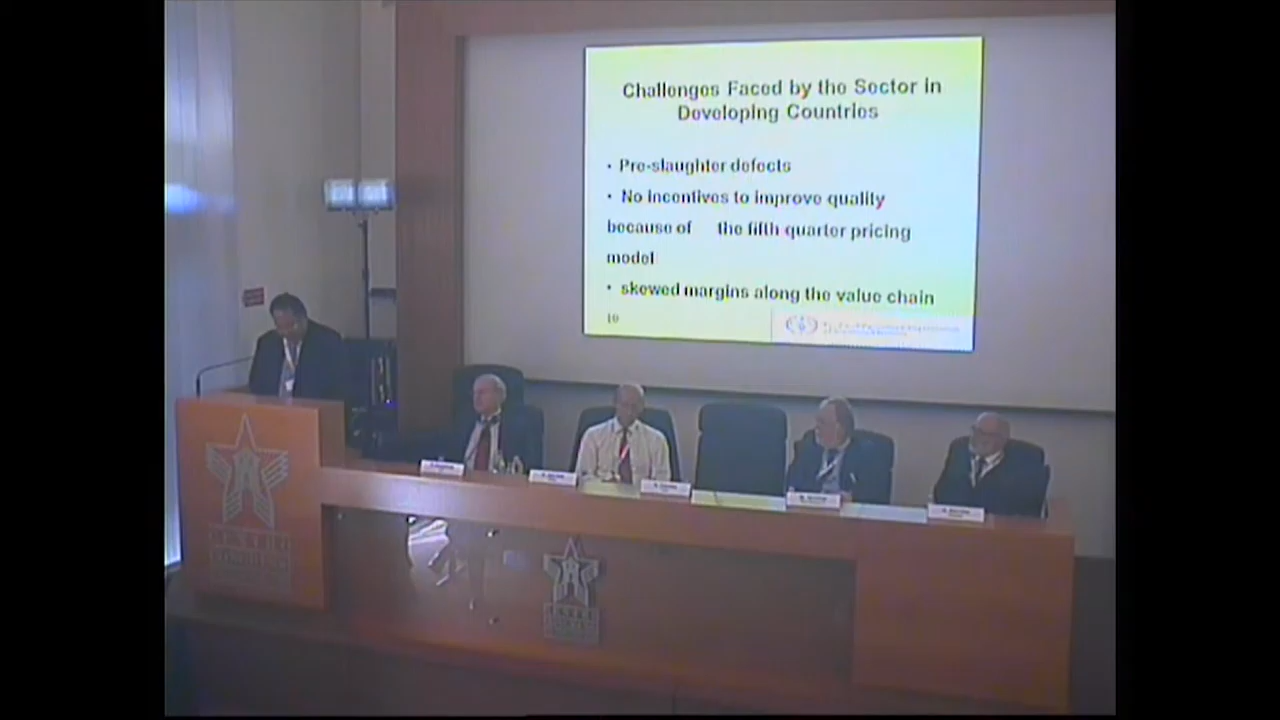 Challenges Faced by the Sector in
Developing Countries
• Pre-slaughter defects
• No incentives to improve quality
because of the fifth quarter pricing
model
• skewed margins along the value chain
10